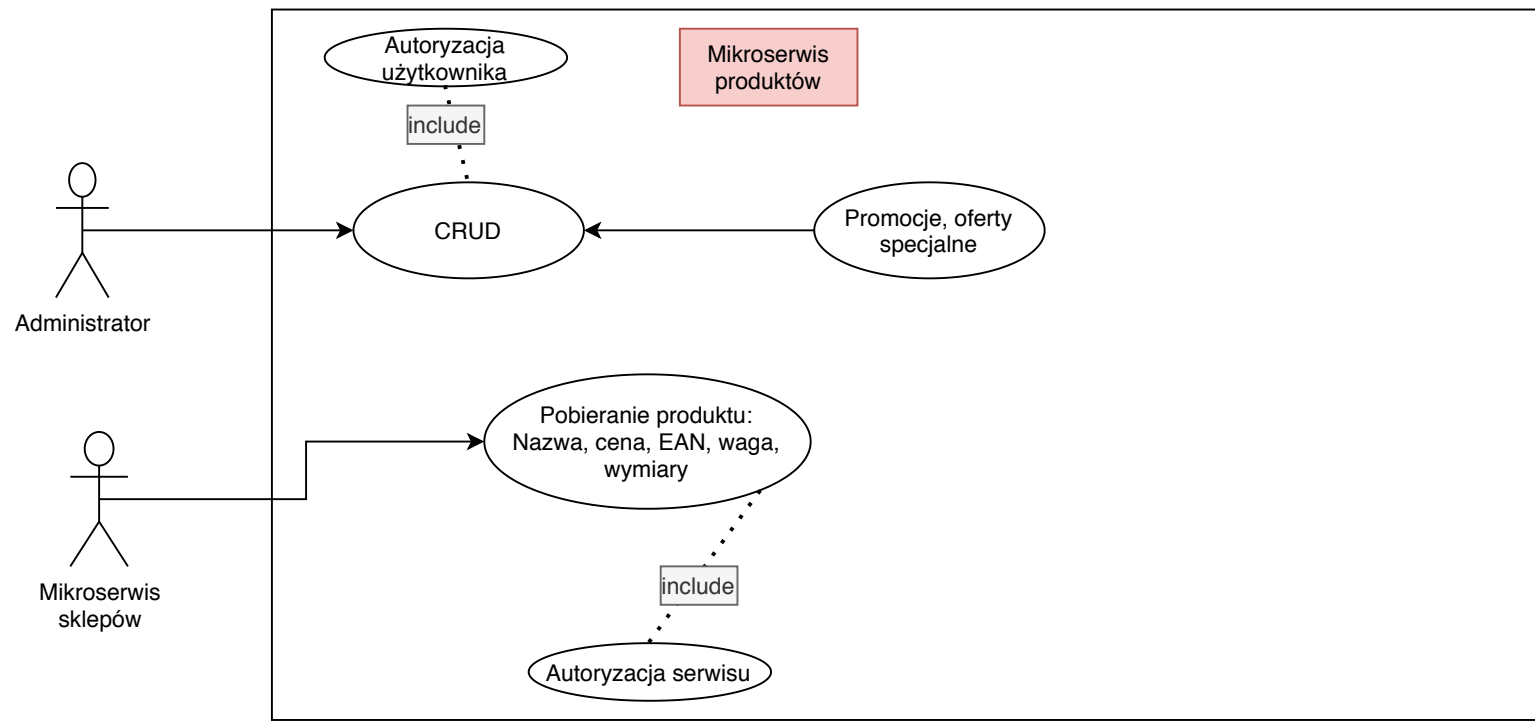 Autoryzacja
użytkownika
Mikroserwis
produktów
include
CRUD
Promocje, oferty
specjalne
Administrator
Pobieranie produktu:
Nazwa, cena, EAN, waga,
wymiary
Mikroserwis
sklepów
include
Autoryzacja serwisu